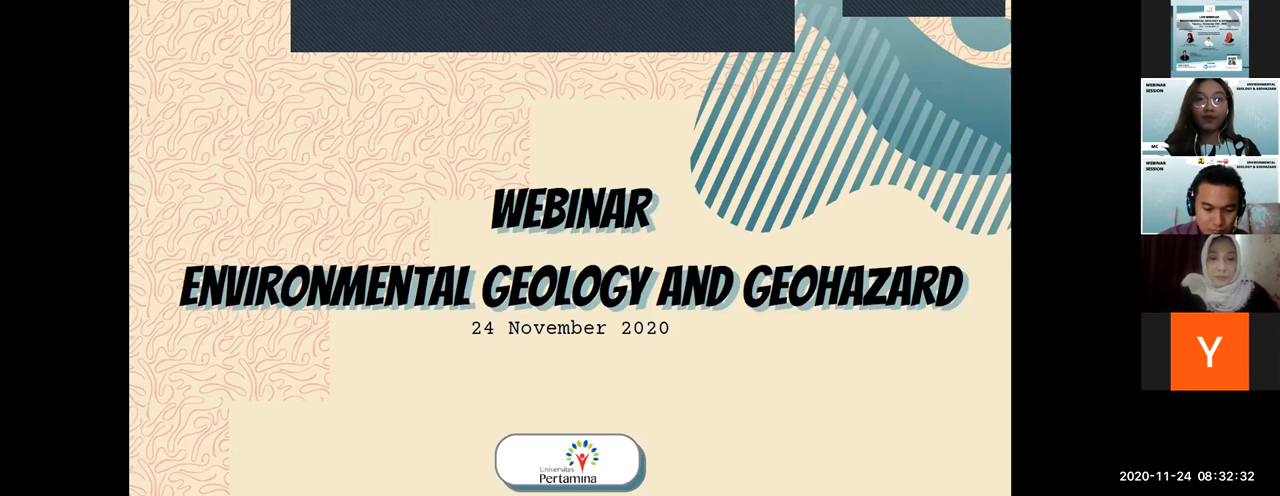 WEBINAR
ENVIRONMENTAL GEOLOGY AND GEOHAZARD
24 November 2020
Universitas
Pertamina
WEBINAR
SESSION
ENVIRONMENTAL
GEOLOGY & GEOHAZARD
MC
WEBINAR
SESSION
ENVIRONMENTAL
GEOLOGY & GEOHAZARD
Y
2020-11-24 08:32:32